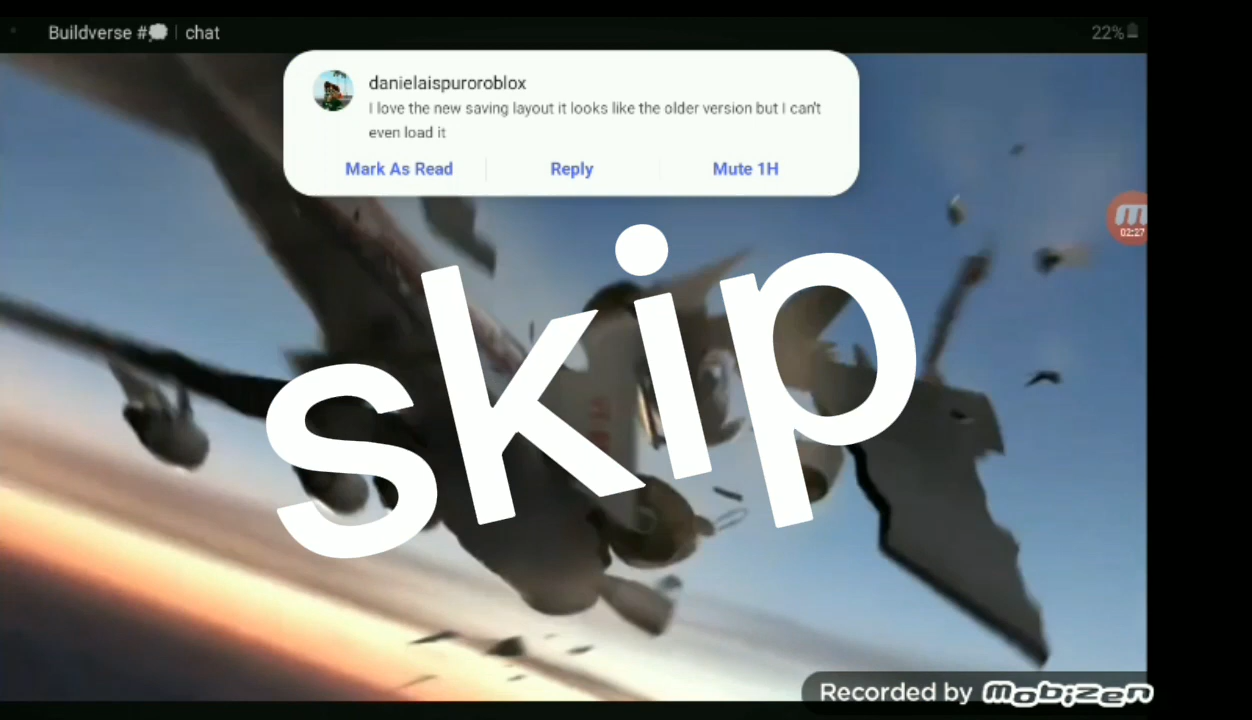 Buildverse #💭 | chat
22%
danielaispuroroblox
I love the new saving layout it looks like the older version but I can't
even load it
Mark As Read
Reply
Mute 1H
02:27
skip
Recorded by mobizen